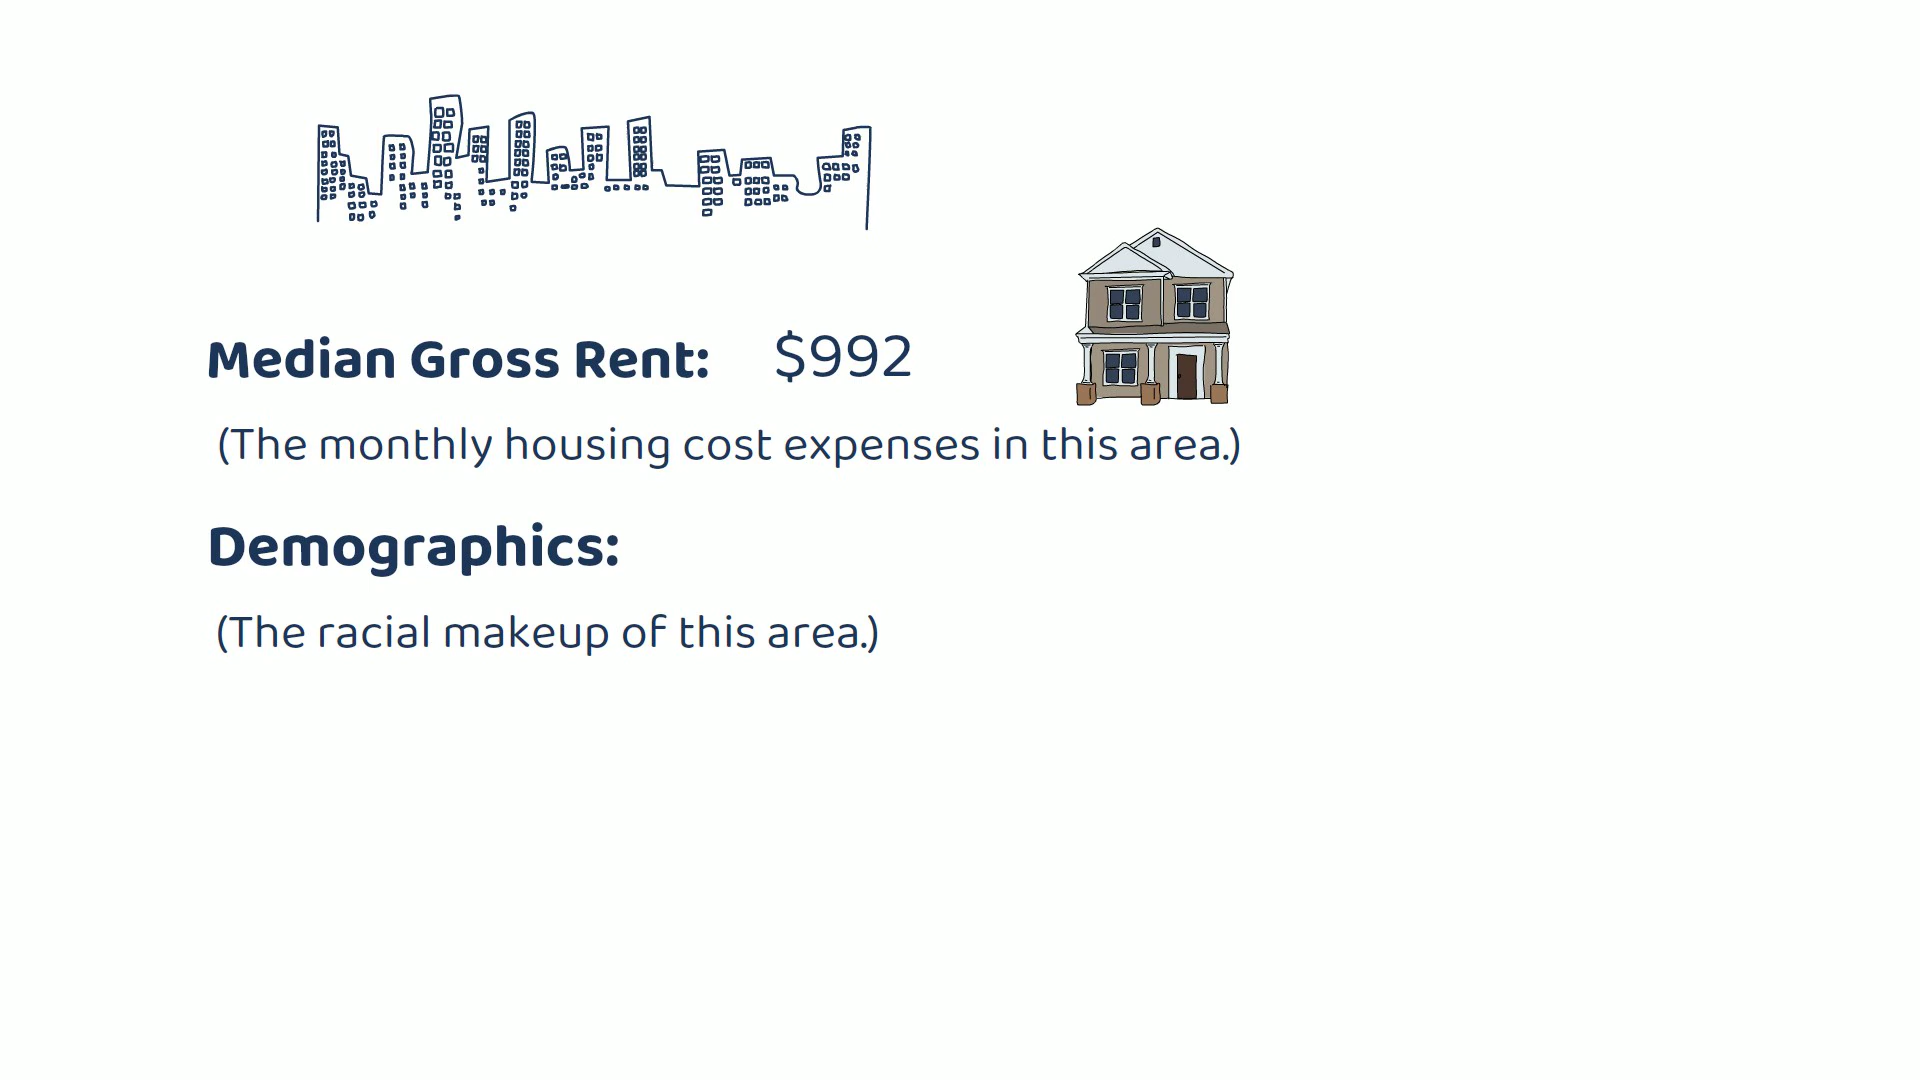 Median Gross Rent: $992
(The monthly housing cost expenses in this area.)
Demographics:
(The racial makeup of this area.)